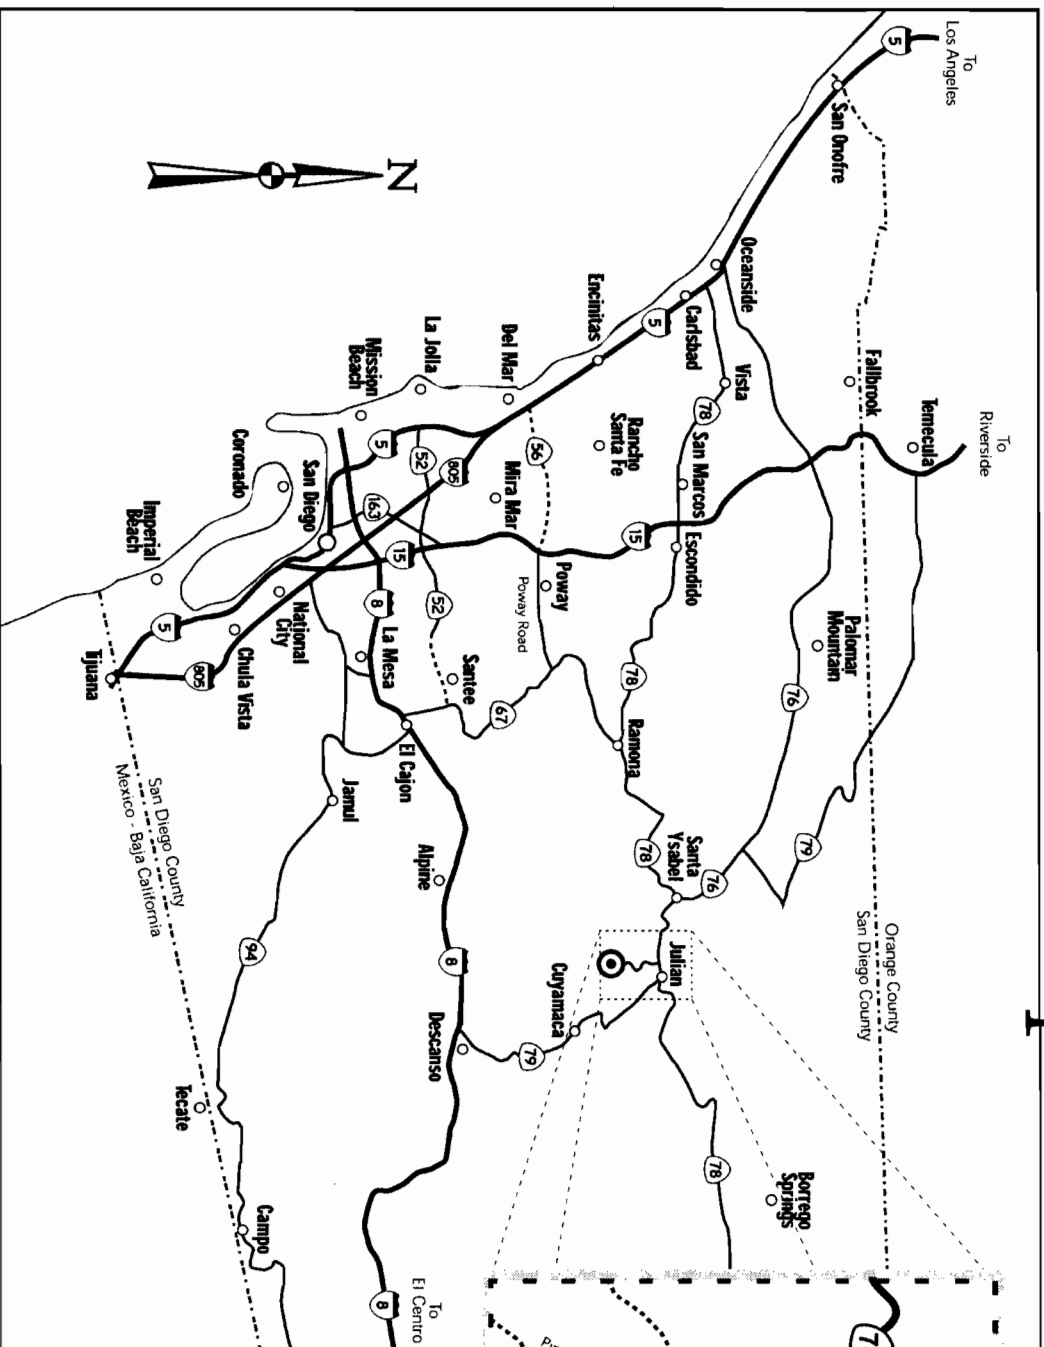 To
Los Angeles
5
San Onofre
N
Oceanside
Carlsbad
5
Encinitas
Vista
78
Fallbrook
Temecula
To
Riverside
Del Mar
La Jolla
Mission
Beach
5
52
805
56
Rancho
Santa Fe
San Marcos
Mira Mar
Coronado
San Diego
163
15
15
Escondido
Imperial
Beach
National
City
8
52
Poway
Poway Road
Palomar
Mountain
5
Tijuana
805
Chula Vista
La Mesa
Santee
67
78
76
Ramona
El Cajon
Jamul
San Diego County
Mexico - Baja California
Alpine
78
Santa
Ysabel
76
79
Orange County
San Diego County
94
8
Julian
Cuyamaca
Descanso
79
Tecate
78
Borrego
Springs
Campo
To
El Centro
8
7